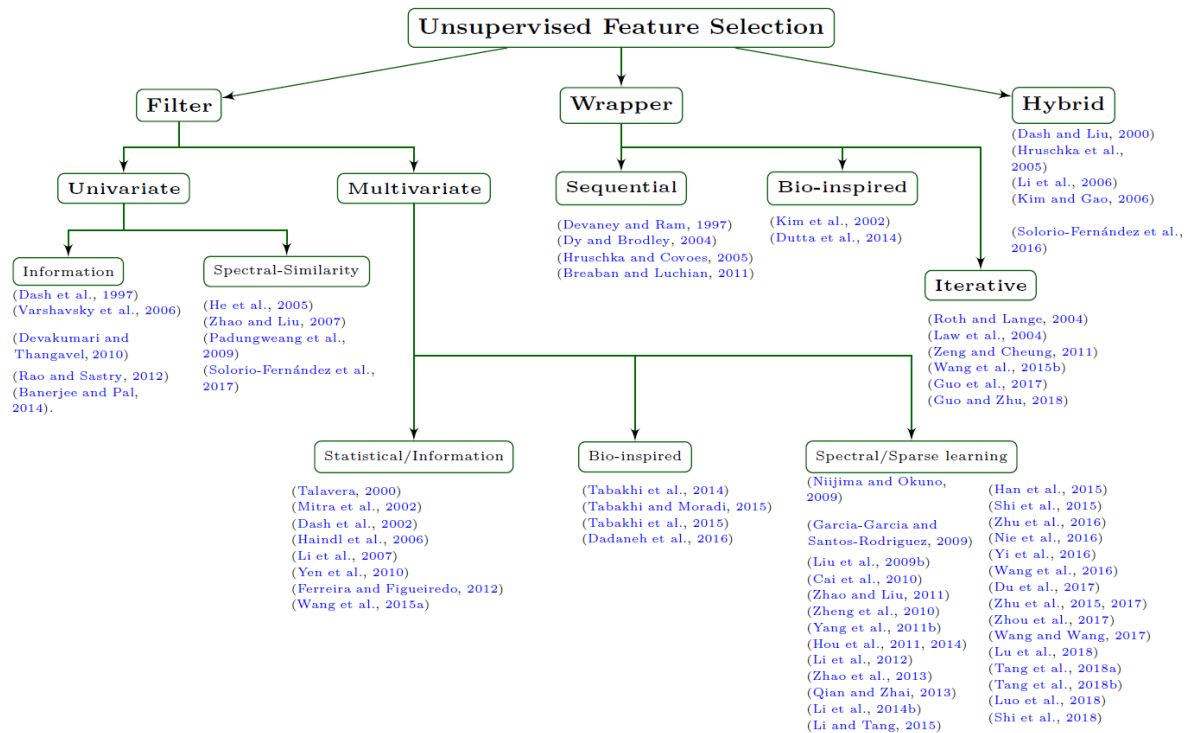 Unsupervised Feature Selection
Filter
Wrapper
Hybrid
(Dash and Liu, 2000)
(Hruschka et al.,
2005)
(Li et al., 2006)
(Kim and Gao, 2006)
(Solorio-Fernández et al.,
2016)
Univariate
Multivariate
Sequential
(Devaney and Ram, 1997)
(Dy and Brodley, 2004)
(Hruschka and Covoes, 2005)
(Breaban and Luchian, 2011)
Bio-inspired
(Kim et al., 2002)
(Dutta et al., 2014)
Iterative
(Roth and Lange, 2004)
(Law et al., 2004)
(Zeng and Cheung, 2011)
(Wang et al., 2015b)
(Guo et al., 2017)
(Guo and Zhu, 2018)
Information
(Dash et al., 1997)
(Varshavsky et al., 2006)
(Devakumari and
Thangavel, 2010)
(Rao and Sastry, 2012)
(Banerjee and Pal,
2014).
Spectral-Similarity
(He et al., 2005)
(Zhao and Liu, 2007)
(Padungweang et al.,
2009)
(Solorio-Fernández et al.,
2017)
Statistical/Information
(Talavera, 2000)
(Mitra et al., 2002)
(Dash et al., 2002)
(Haindl et al., 2006)
(Li et al., 2007)
(Yen et al., 2010)
(Ferreira and Figueiredo, 2012)
(Wang et al., 2015a)
Bio-inspired
(Tabakhi et al., 2014)
(Tabakhi and Moradi, 2015)
(Tabakhi et al., 2015)
(Dadaneh et al., 2016)
Spectral/Sparse learning
(Niijima and Okuno,
2009)
(Garcia-Garcia and
Santos-Rodriguez, 2009)
(Liu et al., 2009b)
(Cai et al., 2010)
(Zhao and Liu, 2011)
(Zheng et al., 2010)
(Yang et al., 2011b)
(Hou et al., 2011, 2014)
(Li et al., 2012)
(Zhao et al., 2013)
(Qian and Zhai, 2013)
(Li et al., 2014b)
(Li and Tang, 2015)
(Han et al., 2015)
(Shi et al., 2015)
(Zhu et al., 2016)
(Nie et al., 2016)
(Yi et al., 2016)
(Wang et al., 2016)
(Du et al., 2017)
(Zhu et al., 2015, 2017)
(Zhou et al., 2017)
(Wang and Wang, 2017)
(Lu et al., 2018)
(Tang et al., 2018a)
(Tang et al., 2018b)
(Luo et al., 2018)
(Shi et al., 2018)